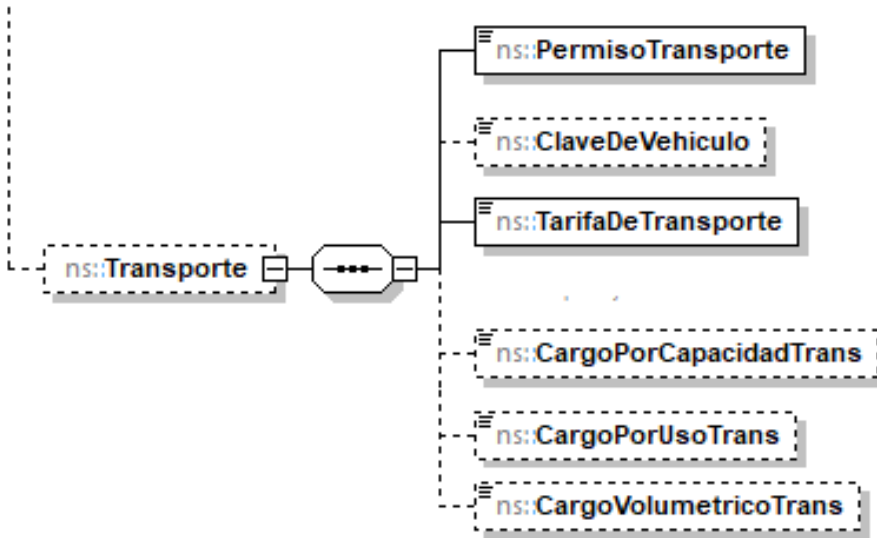 ns::PermisoTransporte
ns::ClaveDeVehiculo
ns::TarifaDeTransporte
ns::Transporte
ns::CargoPorCapacidadTrans
ns::CargoPorUsoTrans
ns::CargoVolumetricoTrans